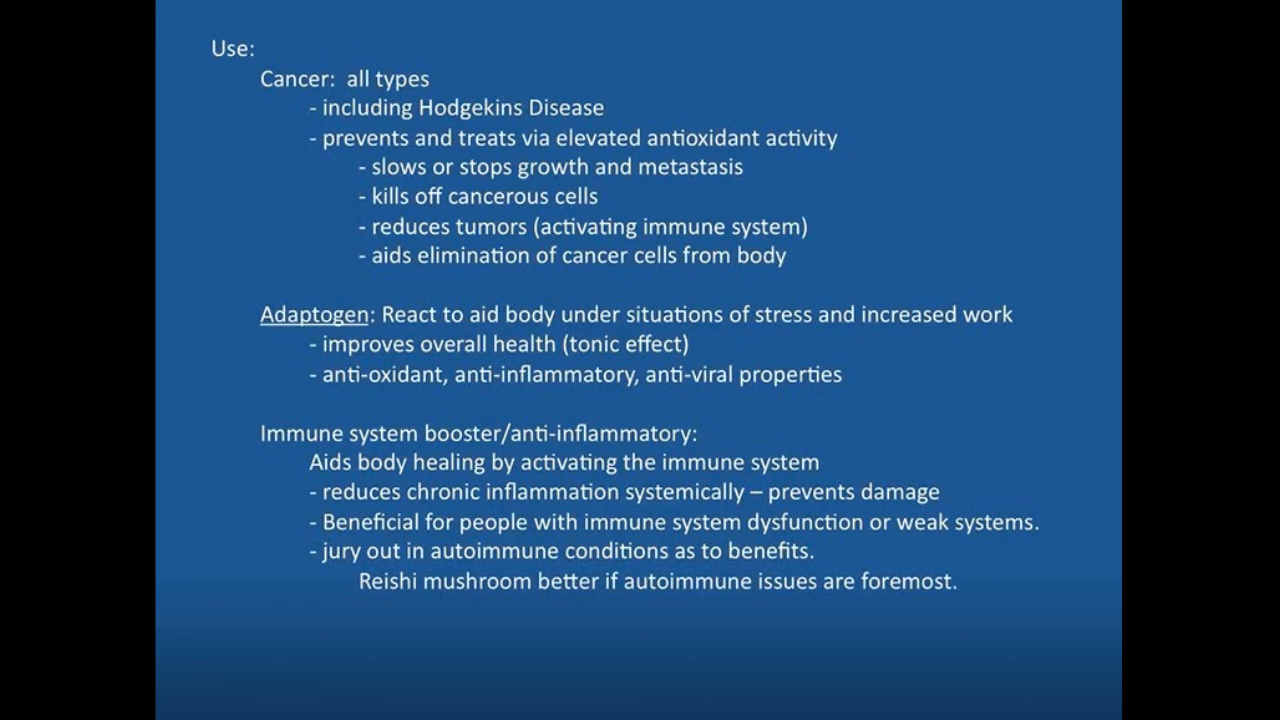 Use:
Cancer:  all types
- including Hodgekins Disease
- prevents and treats via elevated antioxidant activity
- slows or stops growth and metastasis
- kills off cancerous cells
- reduces tumors (activating immune system)
- aids elimination of cancer cells from body
Adaptogen: React to aid body under situations of stress and increased work
- improves overall health (tonic effect)
- anti-oxidant, anti-inflammatory, anti-viral properties
Immune system booster/anti-inflammatory:
Aids body healing by activating the immune system
- reduces chronic inflammation systemically – prevents damage
- Beneficial for people with immune system dysfunction or weak systems.
- jury out in autoimmune conditions as to benefits.
Reishi mushroom better if autoimmune issues are foremost.